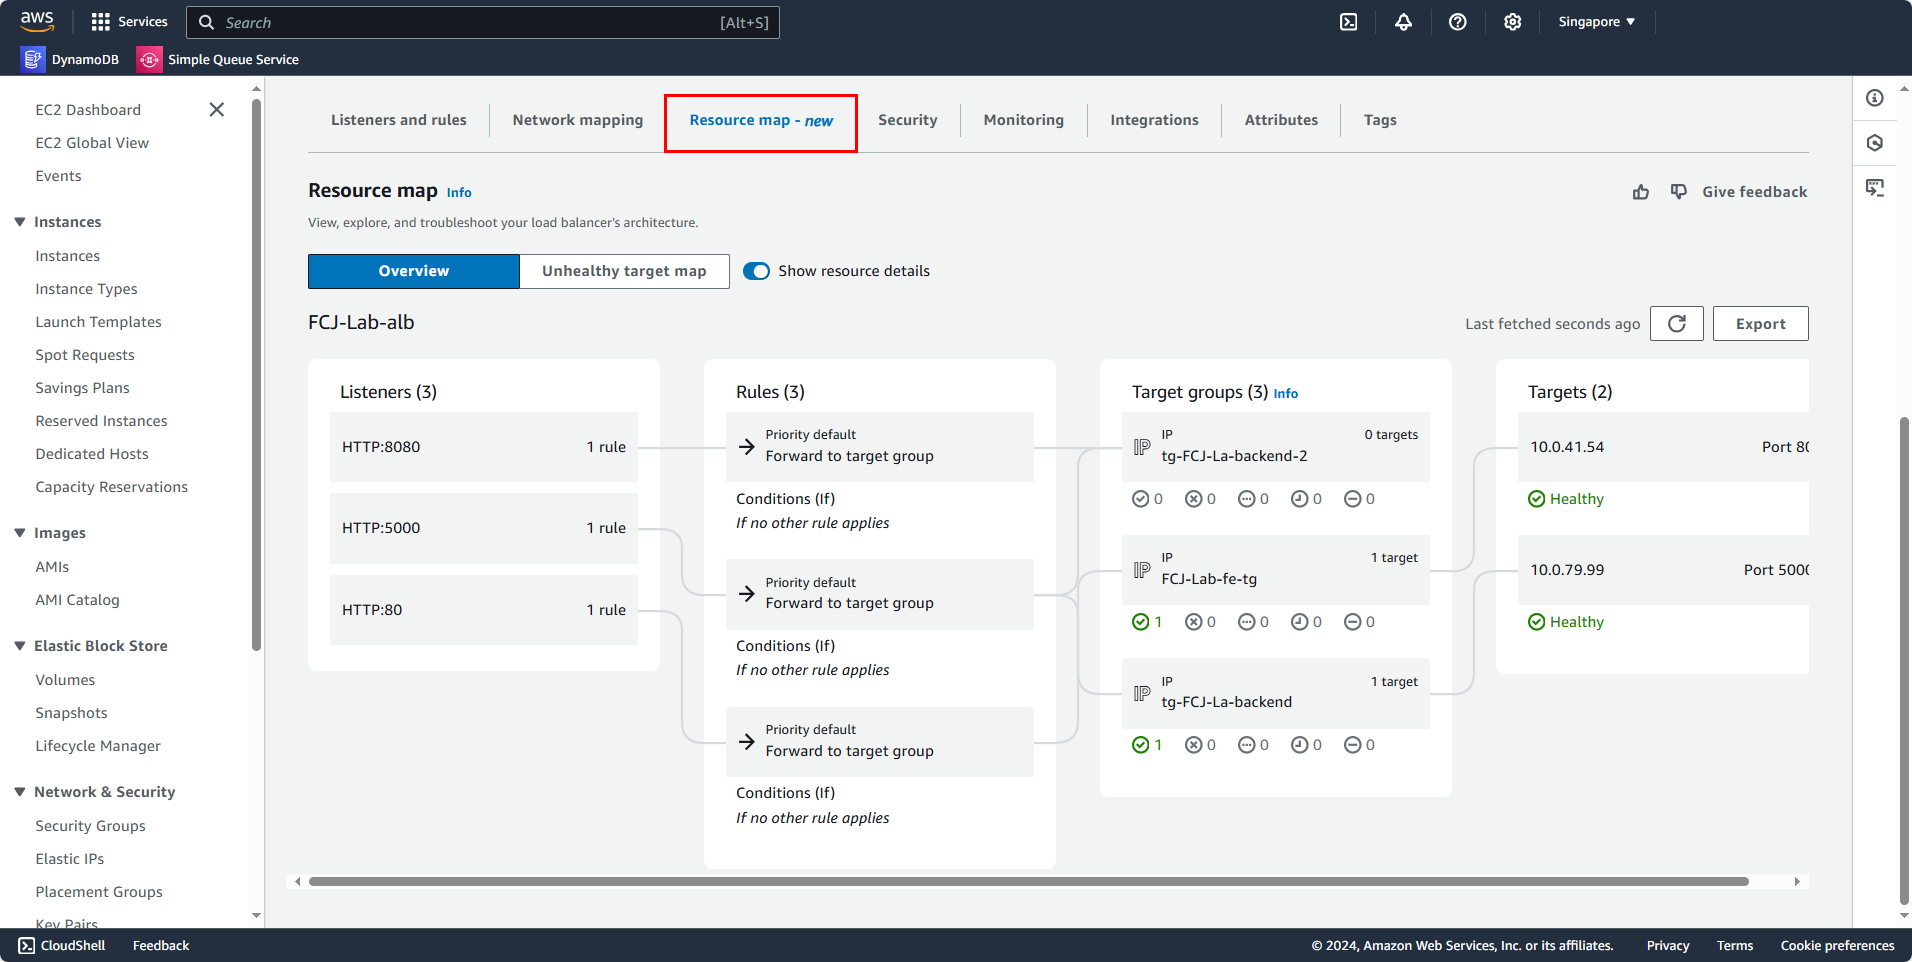 aws
Services
Search
[Alt+S]
Singapore ▼
DynamoDB
Simple Queue Service
EC2 Dashboard
EC2 Global View
Events
Instances
Instances
Instance Types
Launch Templates
Spot Requests
Savings Plans
Reserved Instances
Dedicated Hosts
Capacity Reservations
Images
AMIs
AMI Catalog
Elastic Block Store
Volumes
Snapshots
Lifecycle Manager
Network & Security
Security Groups
Elastic IPs
Placement Groups
Key Pairs
Listeners and rules
Network mapping
Resource map - new
Security
Monitoring
Integrations
Attributes
Tags
Resource map Info
Give feedback
View, explore, and troubleshoot your load balancer's architecture.
Overview
Unhealthy target map
Show resource details
FCJ-Lab-alb
Last fetched seconds ago
Export
Listeners (3)
HTTP:8080 1 rule
HTTP:5000 1 rule
HTTP:80 1 rule
Rules (3)
Priority default
Forward to target group
Conditions (If)
If no other rule applies
Priority default
Forward to target group
Conditions (If)
If no other rule applies
Priority default
Forward to target group
Conditions (If)
If no other rule applies
Target groups (3) Info
IP 0 targets
IP tg-FCJ-La-backend-2
0 0 0 0 0
IP 1 target
IP FCJ-Lab-fe-tg
1 0 0 0 0
IP 1 target
IP tg-FCJ-La-backend
1 0 0 0 0
Targets (2)
10.0.41.54 Port 80
Healthy
10.0.79.99 Port 5000
Healthy
CloudShell
Feedback
© 2024, Amazon Web Services, Inc. or its affiliates.
Privacy
Terms
Cookie preferences